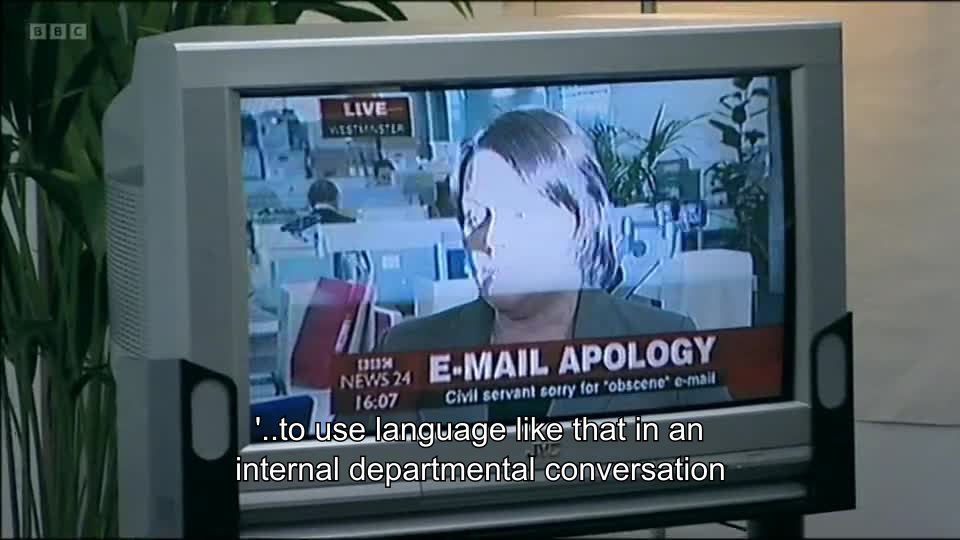 BBC
LIVE
WESTMINSTER
BBC
NEWS 24
16:07
E-MAIL APOLOGY
Civil servant sorry for "obscene" e-mail
JVC
'..to use language like that in an
internal departmental conversation